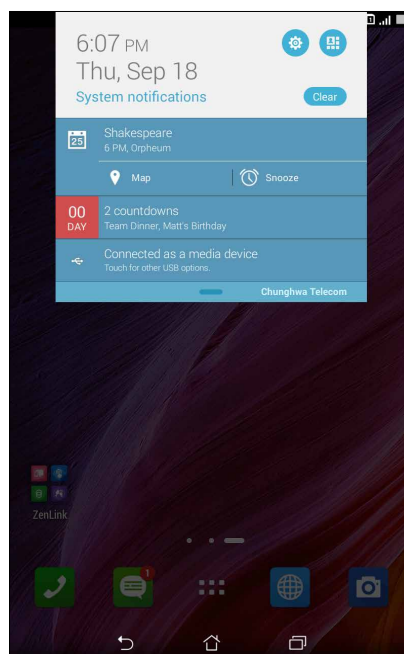 6:07 PM
Thu, Sep 18
System notifications
Clear
25
Shakespeare
6 PM, Orpheum
Map
Snooze
00
DAY
2 countdowns
Team Dinner, Matt's Birthday
Connected as a media device
Touch for other USB options.
Chunghwa Telecom
ZenLink
1